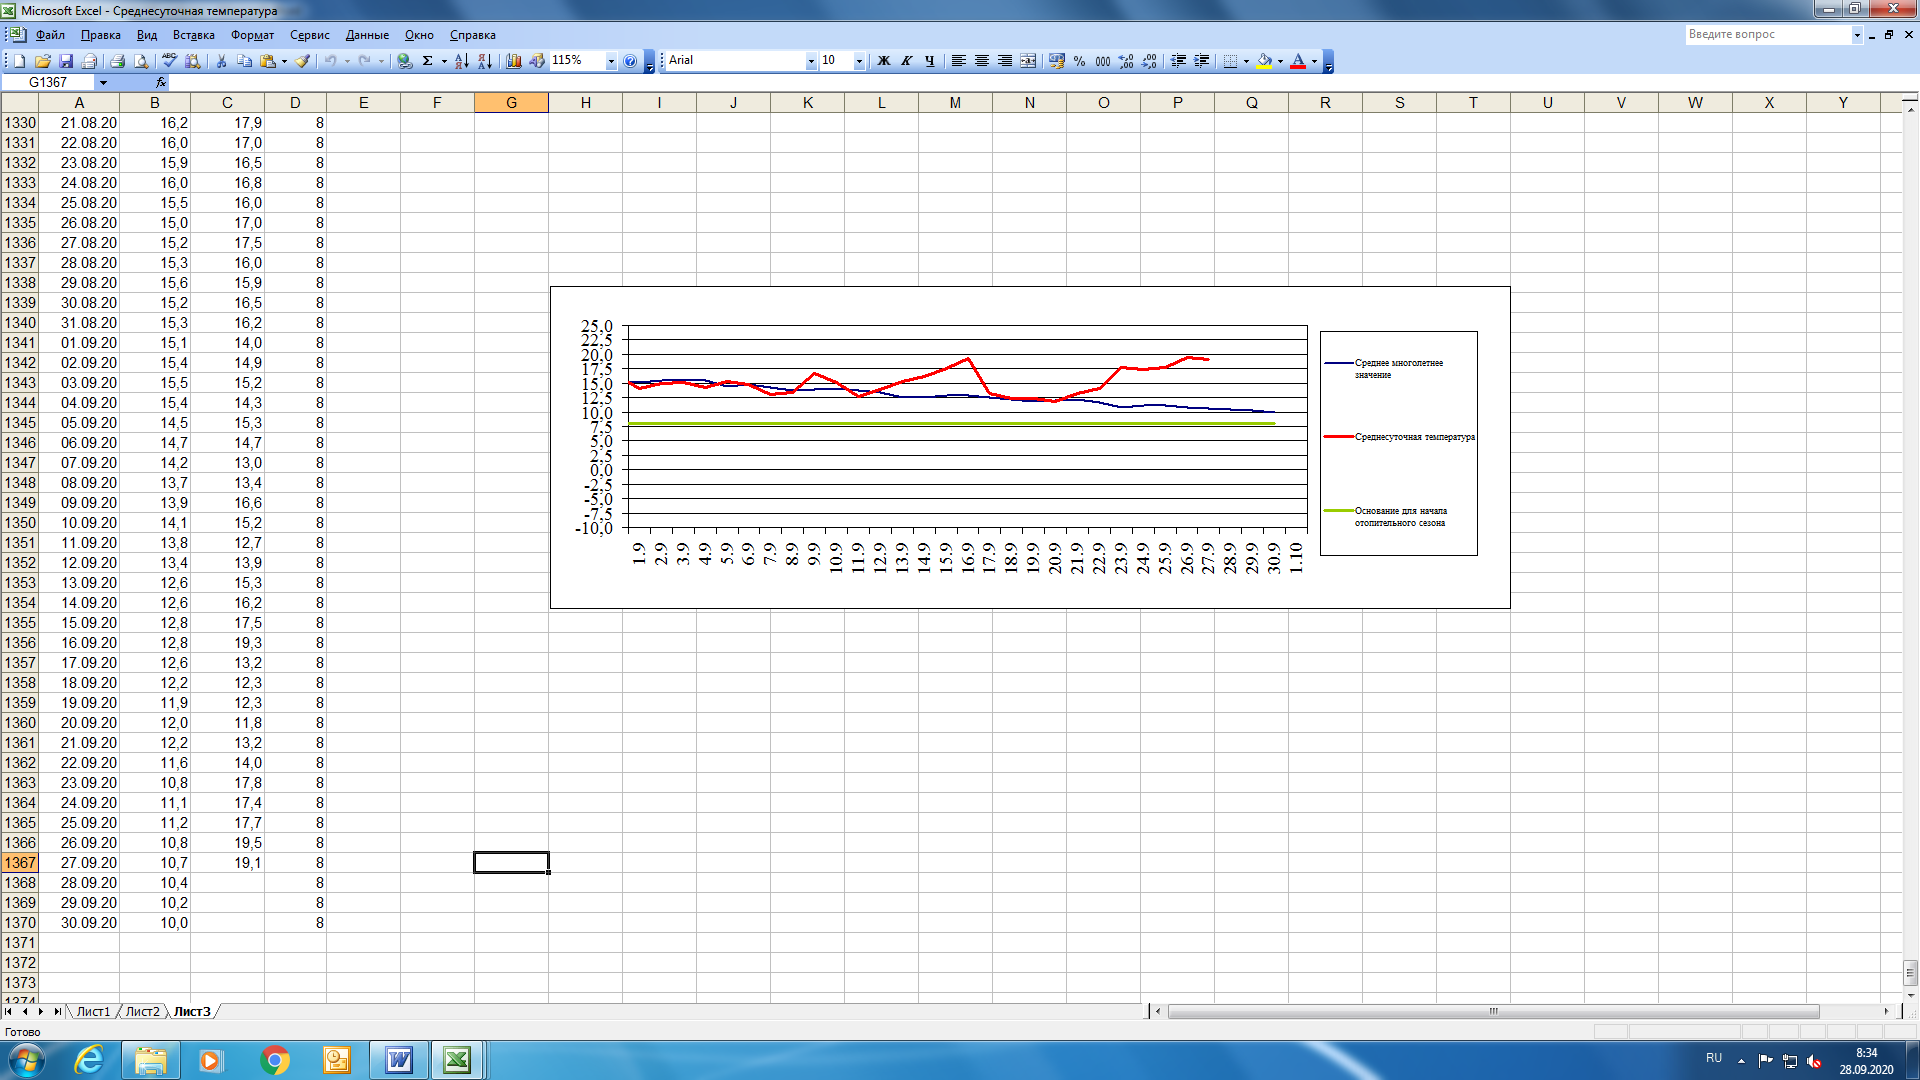 Microsoft Excel - Среднесуточная температура
Файл Правка Вид Вставка Формат Сервис Данные Окно Справка
Введите вопрос
115%
Arial
10
Ж К Ч
% 000
G1367
fx
A B C D E F G H I J K L M N O P Q R S T U V W X Y
1330 21.08.20 16,2 17,9 8
1331 22.08.20 16,0 17,0 8
1332 23.08.20 15,9 16,5 8
1333 24.08.20 16,0 16,8 8
1334 25.08.20 15,5 16,0 8
1335 26.08.20 15,0 17,0 8
1336 27.08.20 15,2 17,5 8
1337 28.08.20 15,3 16,0 8
1338 29.08.20 15,6 15,9 8
1339 30.08.20 15,2 16,5 8
1340 31.08.20 15,3 16,2 8
1341 01.09.20 15,1 14,0 8
1342 02.09.20 15,4 14,9 8
1343 03.09.20 15,5 15,2 8
1344 04.09.20 15,4 14,3 8
1345 05.09.20 14,5 15,3 8
1346 06.09.20 14,7 14,7 8
1347 07.09.20 14,2 13,0 8
1348 08.09.20 13,7 13,4 8
1349 09.09.20 13,9 16,6 8
1350 10.09.20 14,1 15,2 8
1351 11.09.20 13,8 12,7 8
1352 12.09.20 13,4 13,9 8
1353 13.09.20 12,6 15,3 8
1354 14.09.20 12,6 16,2 8
1355 15.09.20 12,8 17,5 8
1356 16.09.20 12,8 19,3 8
1357 17.09.20 12,6 13,2 8
1358 18.09.20 12,2 12,3 8
1359 19.09.20 11,9 12,3 8
1360 20.09.20 12,0 11,8 8
1361 21.09.20 12,2 13,2 8
1362 22.09.20 11,6 14,0 8
1363 23.09.20 10,8 17,8 8
1364 24.09.20 11,1 17,4 8
1365 25.09.20 11,2 17,7 8
1366 26.09.20 10,8 19,5 8
1367 27.09.20 10,7 19,1 8
1368 28.09.20 10,4 8
1369 29.09.20 10,2 8
1370 30.09.20 10,0 8
1371
1372
1373
1374
25,0
22,5
20,0
17,5
15,0
12,5
10,0
7,5
5,0
2,5
0,0
-2,5
-5,0
-7,5
-10,0
1.9 2.9 3.9 4.9 5.9 6.9 7.9 8.9 9.9 10.9 11.9 12.9 13.9 14.9 15.9 16.9 17.9 18.9 19.9 20.9 21.9 22.9 23.9 24.9 25.9 26.9 27.9 28.9 29.9 30.9 1.10
Среднее многолетнее
значение
Среднесуточная температура
Основание для начала
отопительного сезона
Лист1 Лист2 Лист3
Готово
RU
8:34
28.09.2020